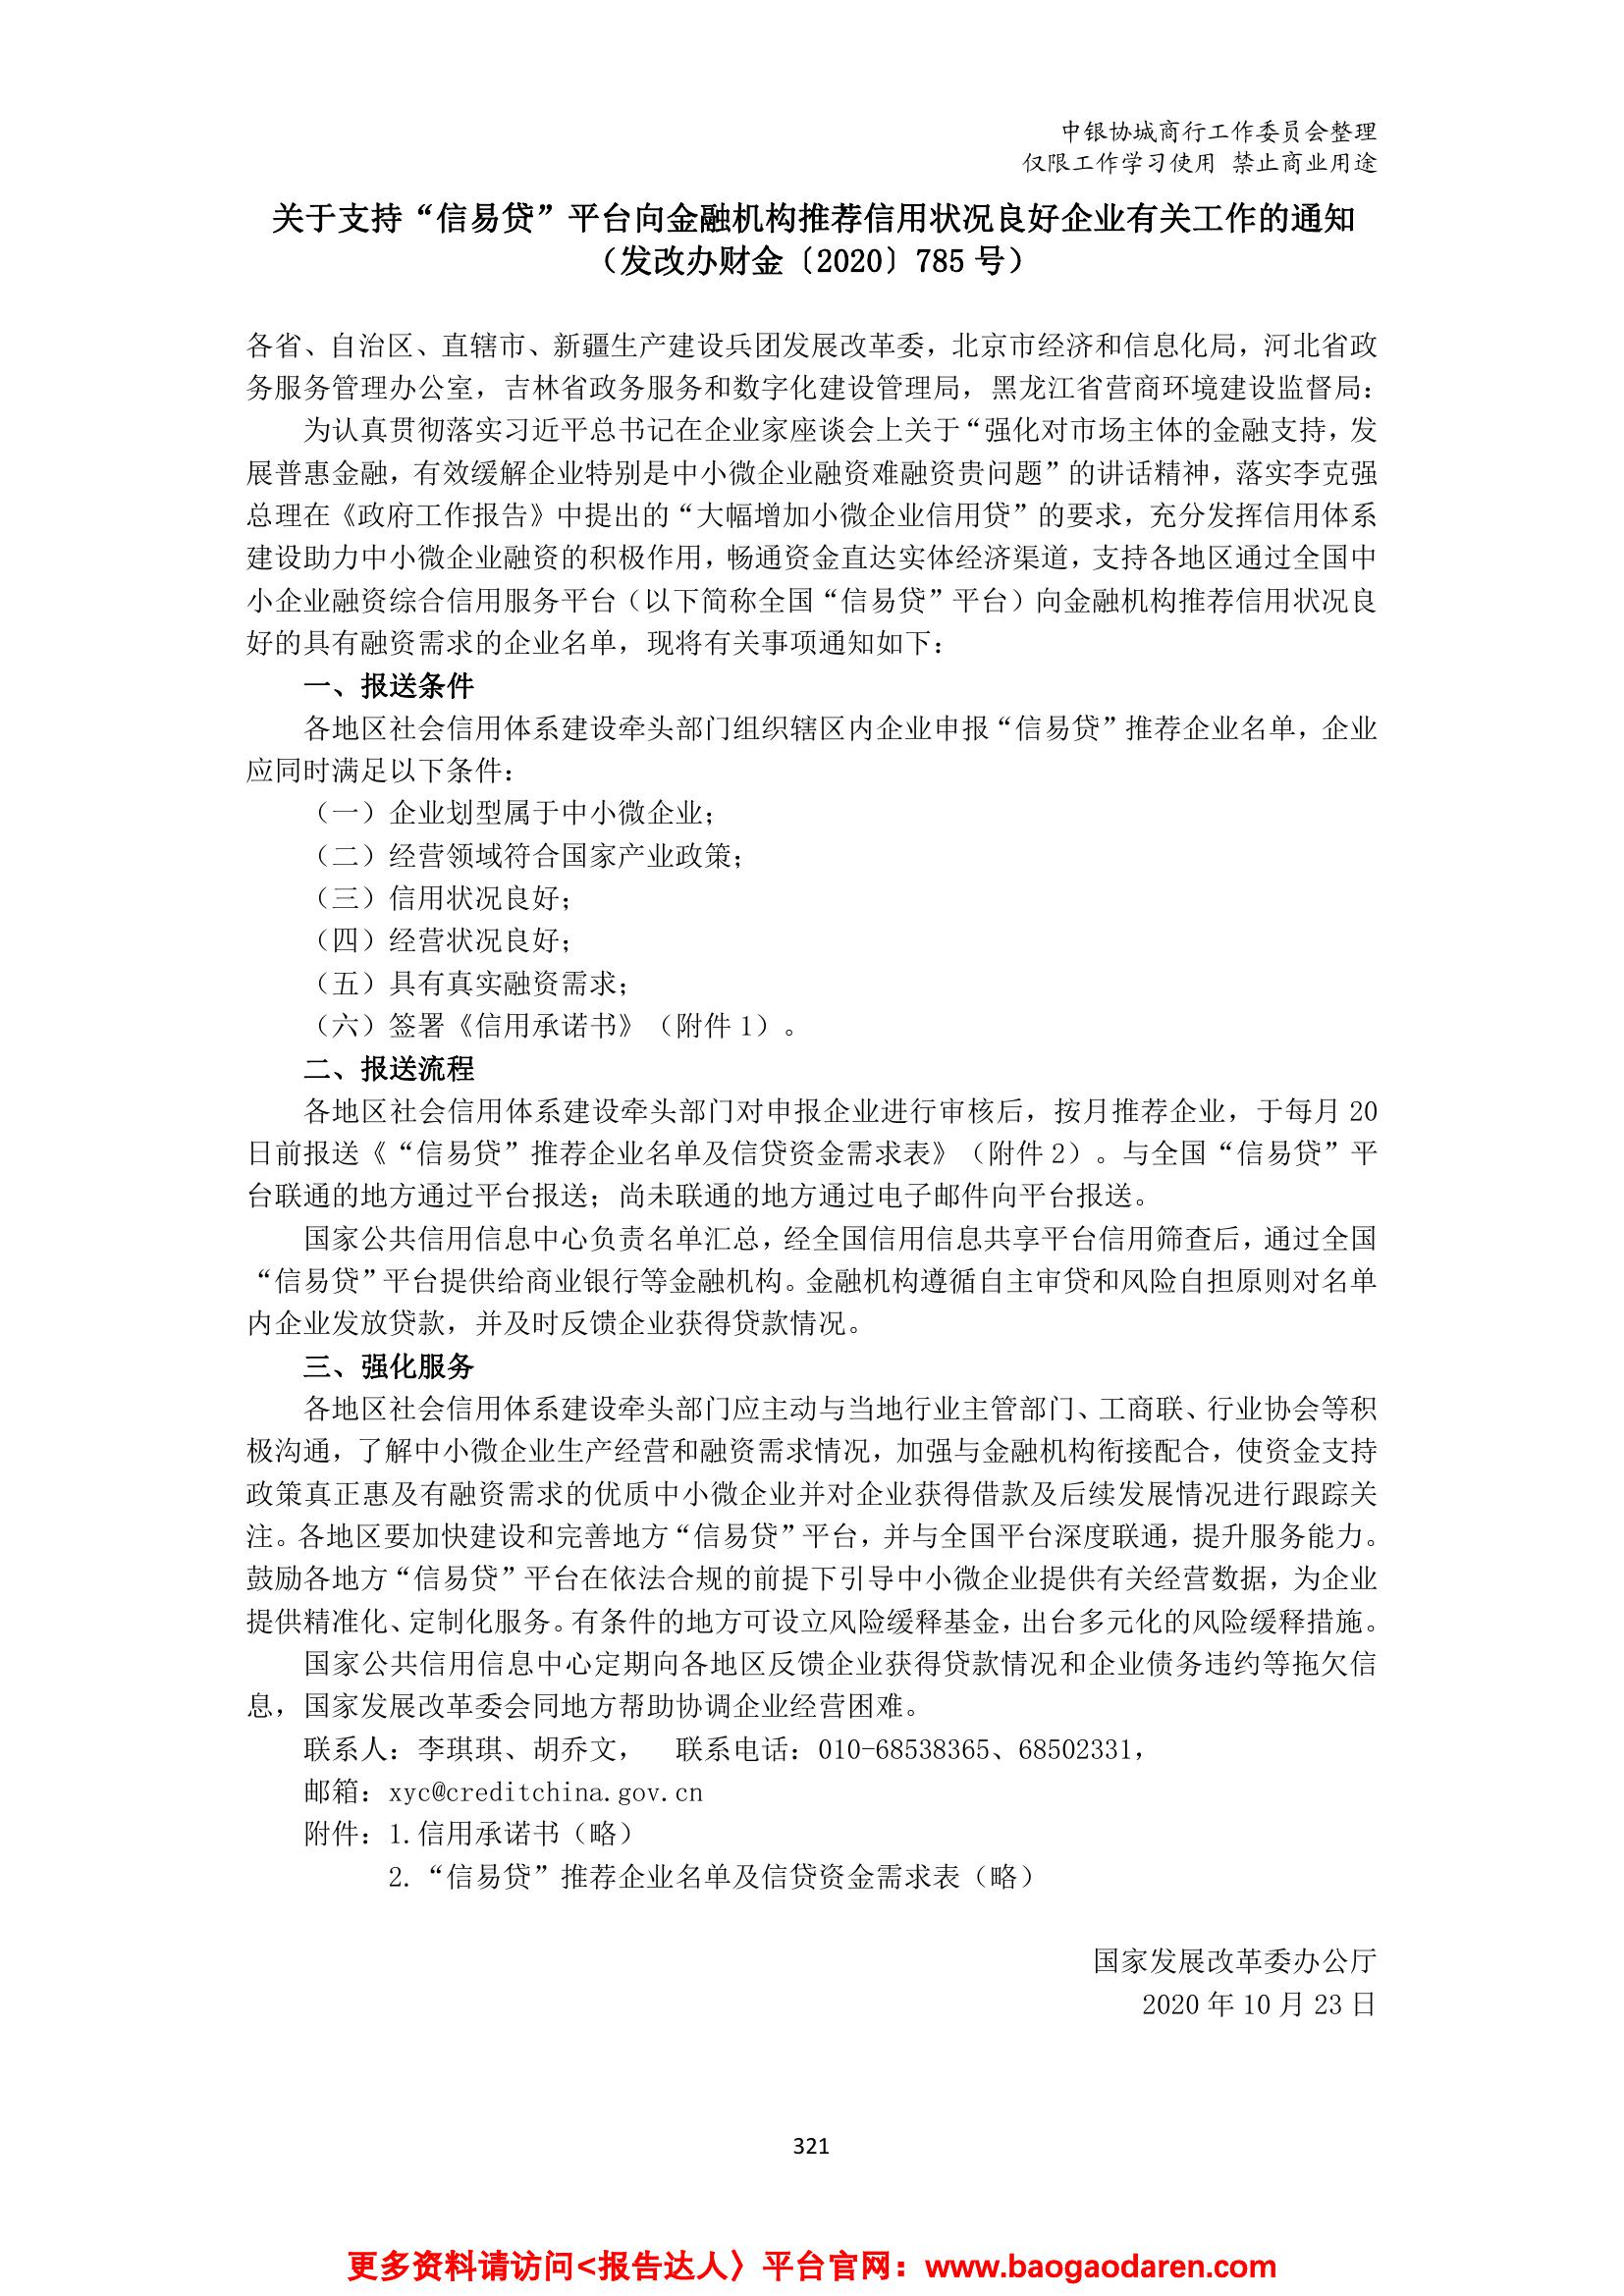 中银协城商行工作委员会整理
仅限工作学习使用 禁止商业用途
关于支持“信易贷”平台向金融机构推荐信用状况良好企业有关工作的通知
（发改办财金〔2020〕785 号）
各省、自治区、直辖市、新疆生产建设兵团发展改革委，北京市经济和信息化局，河北省政
务服务管理办公室，吉林省政务服务和数字化建设管理局，黑龙江省营商环境建设监督局：
为认真贯彻落实习近平总书记在企业家座谈会上关于“强化对市场主体的金融支持，发
展普惠金融，有效缓解企业特别是中小微企业融资难融资贵问题”的讲话精神，落实李克强
总理在《政府工作报告》中提出的“大幅增加小微企业信用贷”的要求，充分发挥信用体系
建设助力中小微企业融资的积极作用，畅通资金直达实体经济渠道，支持各地区通过全国中
小企业融资综合信用服务平台（以下简称全国“信易贷”平台）向金融机构推荐信用状况良
好的具有融资需求的企业名单，现将有关事项通知如下：
一、报送条件
各地区社会信用体系建设牵头部门组织辖区内企业申报“信易贷”推荐企业名单，企业
应同时满足以下条件：
（一）企业划型属于中小微企业；
（二）经营领域符合国家产业政策；
（三）信用状况良好；
（四）经营状况良好；
（五）具有真实融资需求；
（六）签署《信用承诺书》（附件 1）。
二、报送流程
各地区社会信用体系建设牵头部门对申报企业进行审核后，按月推荐企业，于每月 20
日前报送《“信易贷”推荐企业名单及信贷资金需求表》（附件 2）。与全国“信易贷”平
台联通的地方通过平台报送；尚未联通的地方通过电子邮件向平台报送。
国家公共信用信息中心负责名单汇总，经全国信用信息共享平台信用筛查后，通过全国
“信易贷”平台提供给商业银行等金融机构。金融机构遵循自主审贷和风险自担原则对名单
内企业发放贷款，并及时反馈企业获得贷款情况。
三、强化服务
各地区社会信用体系建设牵头部门应主动与当地行业主管部门、工商联、行业协会等积
极沟通，了解中小微企业生产经营和融资需求情况，加强与金融机构衔接配合，使资金支持
政策真正惠及有融资需求的优质中小微企业并对企业获得借款及后续发展情况进行跟踪关
注。各地区要加快建设和完善地方“信易贷”平台，并与全国平台深度联通，提升服务能力。
鼓励各地方“信易贷”平台在依法合规的前提下引导中小微企业提供有关经营数据，为企业
提供精准化、定制化服务。有条件的地方可设立风险缓释基金，出台多元化的风险缓释措施。
国家公共信用信息中心定期向各地区反馈企业获得贷款情况和企业债务违约等拖欠信
息，国家发展改革委会同地方帮助协调企业经营困难。
联系人：李琪琪、胡乔文， 联系电话：010-68538365、68502331，
邮箱：xyc@creditchina.gov.cn
附件：1.信用承诺书（略）
2.“信易贷”推荐企业名单及信贷资金需求表（略）
国家发展改革委办公厅
2020 年 10 月 23 日
321
更多资料请访问<报告达人〉平台官网：www.baogaodaren.com